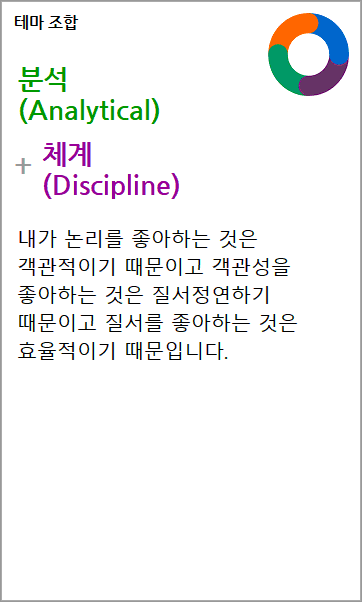 테마 조합
분석
(Analytical)
+ 체계
(Discipline)
내가 논리를 좋아하는 것은
객관적이기 때문이고 객관성을
좋아하는 것은 질서정연하기
때문이고 질서를 좋아하는 것은
효율적이기 때문입니다.